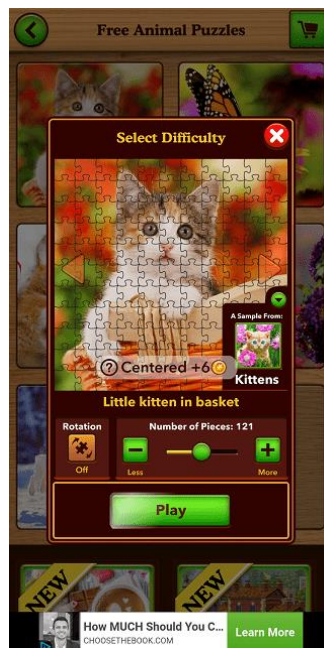 Free Animal Puzzles
Select Difficulty
A Sample From:
Kittens
? Centered +6
Little kitten in basket
Rotation
Off
Number of Pieces: 121
Less
More
Play
NEW
NEW
How MUCH Should You C...
CHOOSETHEBOOK.COM
Learn More